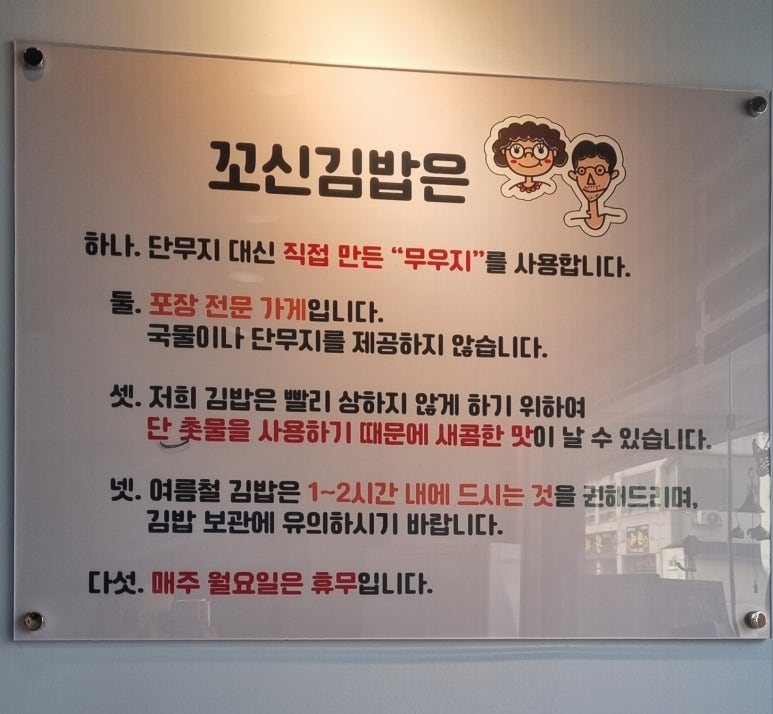 꼬신김밥은
하나. 단무지 대신 직접 만든 “무우지”를 사용합니다.
둘. 포장 전문 가게입니다.
국물이나 단무지를 제공하지 않습니다.
셋. 저희 김밥은 빨리 상하지 않게 하기 위하여
단 촛물을 사용하기 때문에 새콤한 맛이 날 수 있습니다.
넷. 여름철 김밥은 1~2시간 내에 드시는 것을 권해드리며,
김밥 보관에 유의하시기 바랍니다.
다섯. 매주 월요일은 휴무입니다.